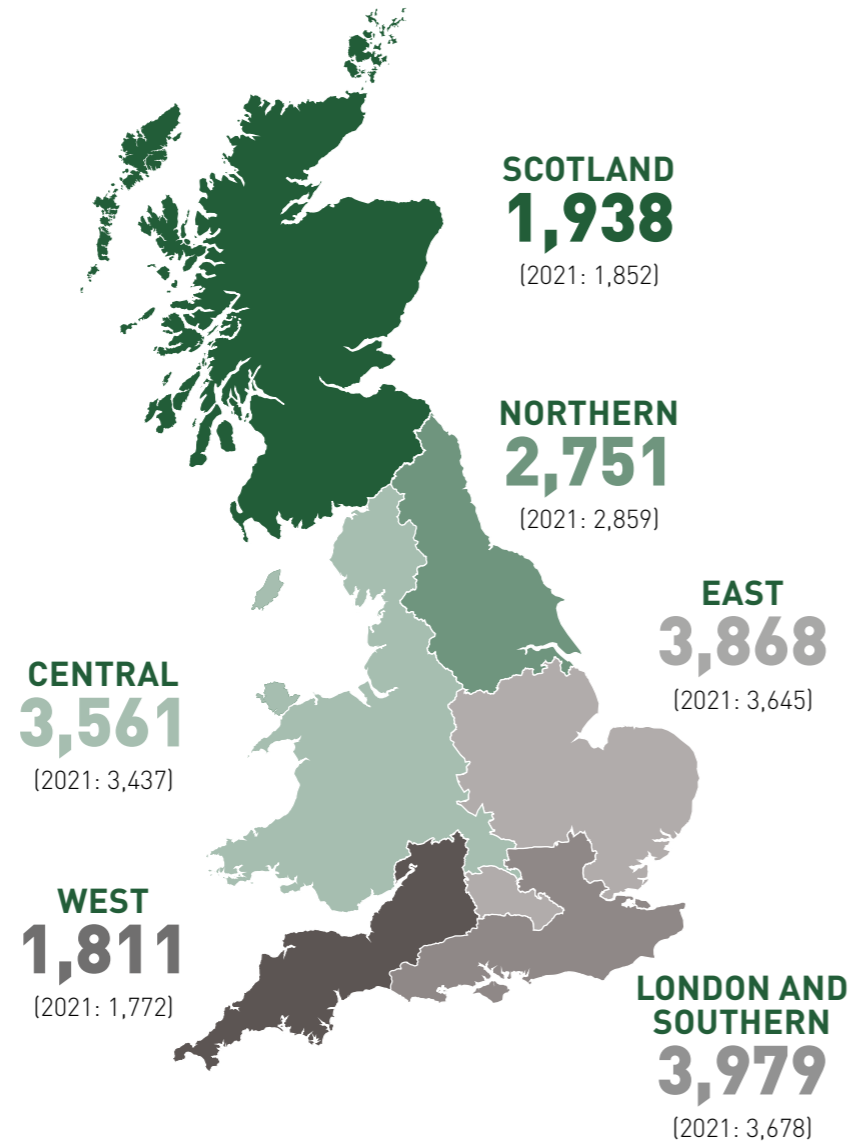 SCOTLAND
1,938
(2021: 1,852)
NORTHERN
2,751
(2021: 2,859)
EAST
3,868
(2021: 3,645)
CENTRAL
3,561
(2021: 3,437)
WEST
1,811
(2021: 1,772)
LONDON AND
SOUTHERN
3,979
(2021: 3,678)